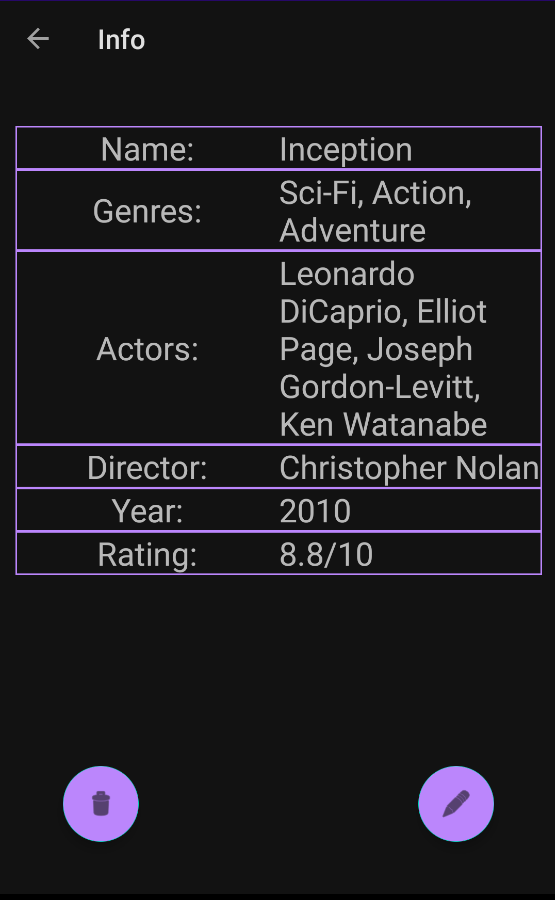 Info
Name: Inception
Genres: Sci-Fi, Action,
Adventure
Actors: Leonardo
DiCaprio, Elliot
Page, Joseph
Gordon-Levitt,
Ken Watanabe
Director: Christopher Nolan
Year: 2010
Rating: 8.8/10